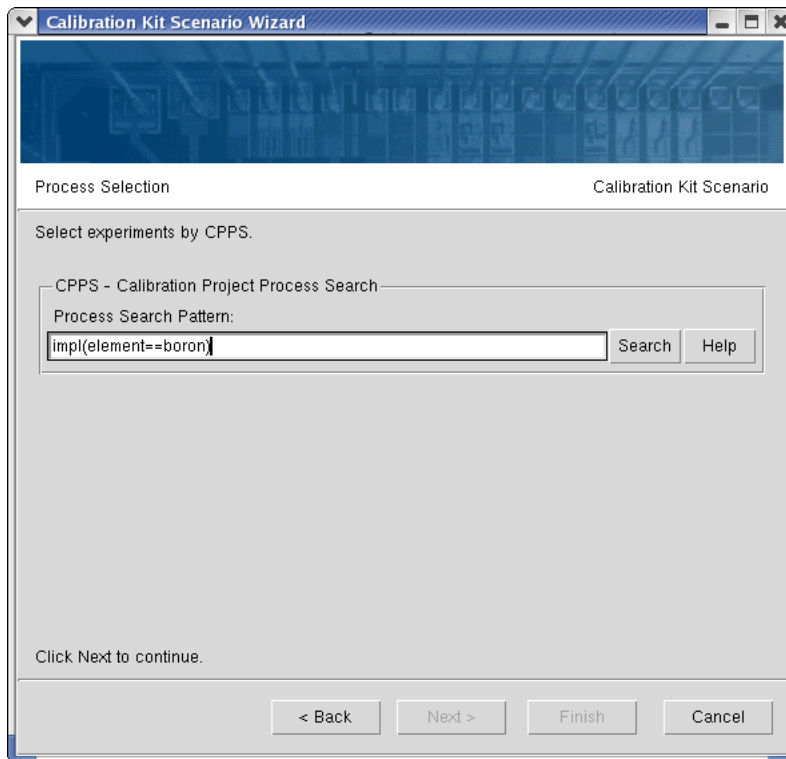 Calibration Kit Scenario Wizard
Process Selection Calibration Kit Scenario
Select experiments by CPPS.
CPPS - Calibration Project Process Search
Process Search Pattern:
impl(element==boron) Search Help
Click Next to continue.
< Back Next > Finish Cancel